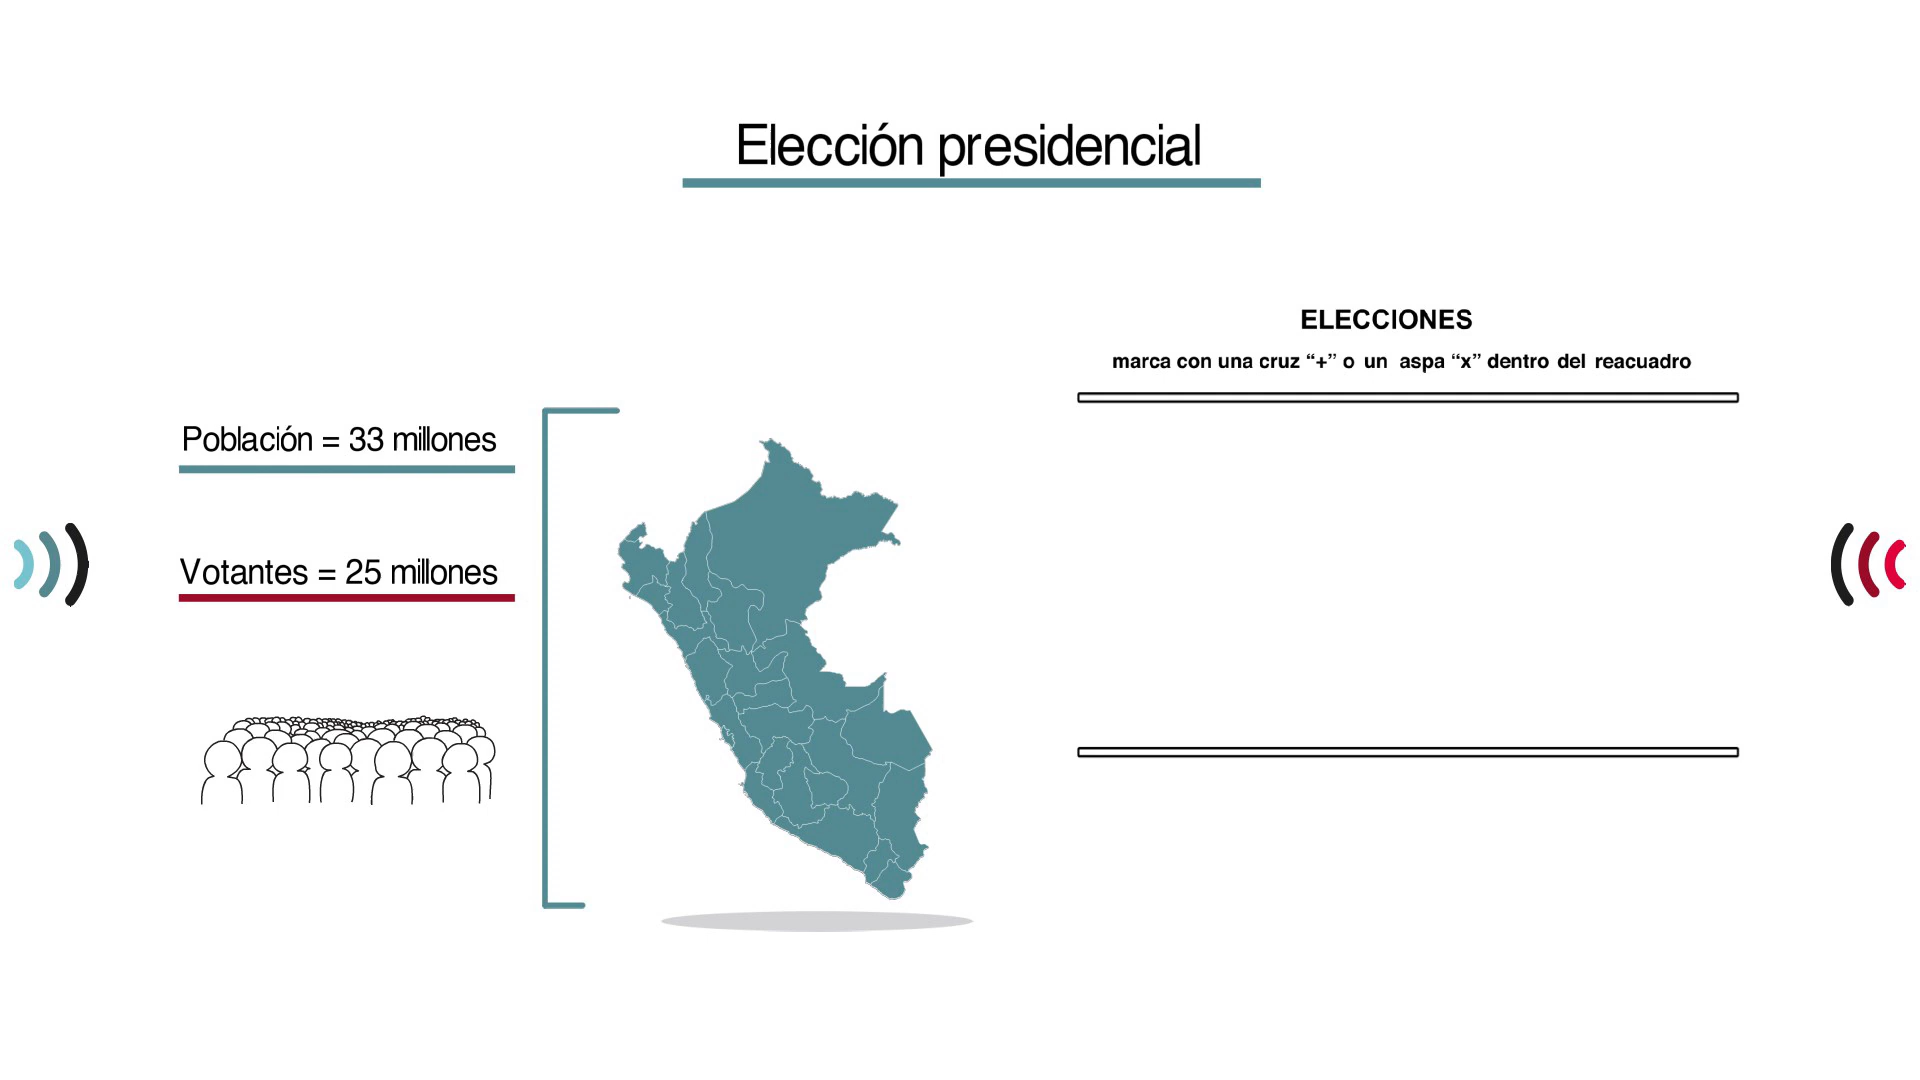 Elección presidencial
ELECCIONES
marca con una cruz “+” o un aspa “x” dentro del reacuadro
Población = 33 millones
Votantes = 25 millones